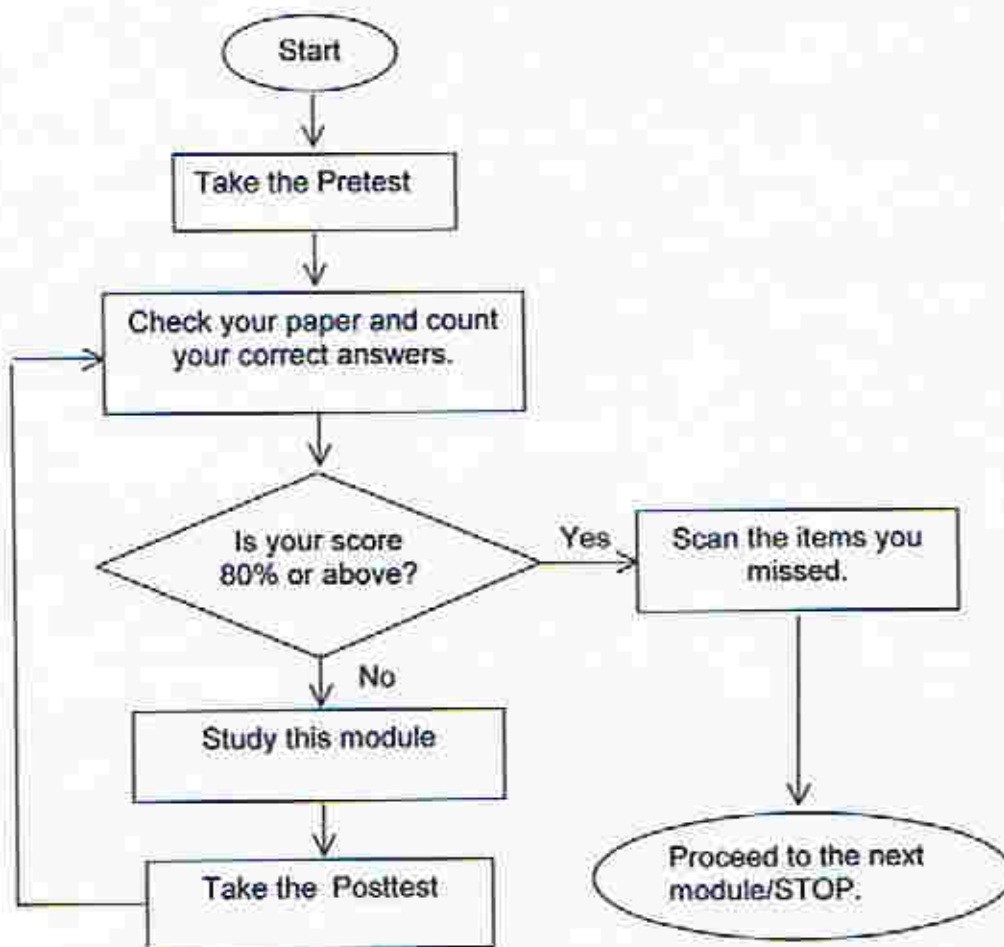 Start
Take the Pretest
Check your paper and count
your correct answers.
Is your score
80% or above?
Yes
Scan the items you
missed.
No
Study this module
Take the Posttest
Proceed to the next
module/STOP.